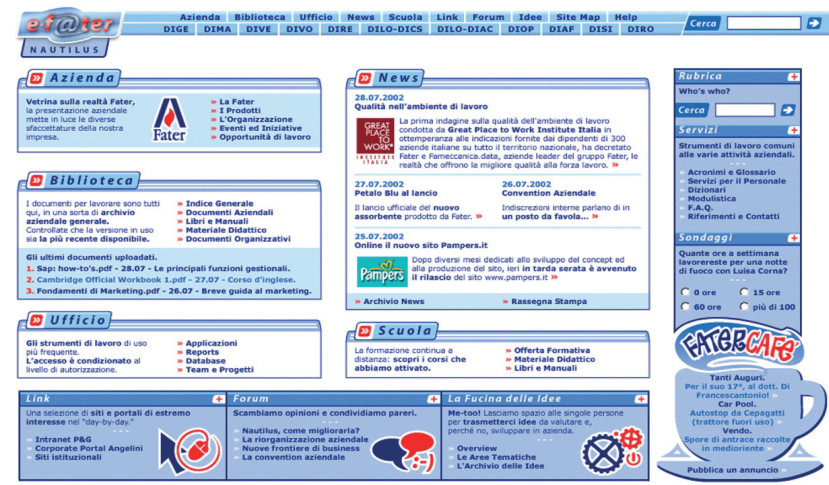 Azienda Biblioteca Ufficio News Scuola Link Forum Idee Site Map Help
DIGE DIMA DIVE DIVO DIRE DILO-DICS DILO-DIAC DIOP DIAF DISI DIRO
Cerca
e-f@ter
NAUTILUS
Azienda
Vetrina sulla realtà Fater,
la presentazione aziendale
mette in luce le diverse
sfaccettature della nostra
impresa.
Fater
» La Fater
» I Prodotti
» L'Organizzazione
» Eventi ed Iniziative
» Opportunità di lavoro
Biblioteca
I documenti per lavorare sono tutti
qui, in una sorta di archivio
aziendale generale.
Controllate che la versione in uso
sia la più recente disponibile.
» Indice Generale
» Documenti Aziendali
» Libri e Manuali
» Materiale Didattico
» Documenti Organizzativi
Gli ultimi documenti uploadati.
1. Sap: how-to's.pdf - 28.07 - Le principali funzioni gestionali.
2. Cambridge Official Workbook 1.pdf - 27.07 - Corso d'inglese.
3. Fondamenti di Marketing.pdf - 26.07 - Breve guida al marketing.
Ufficio
Gli strumenti di lavoro di uso
più frequente.
L'accesso è condizionato al
livello di autorizzazione.
» Applicazioni
» Reports
» Database
» Team e Progetti
News
28.07.2002
Qualità nell'ambiente di lavoro
GREAT
PLACE
TO
WORK
INSTITUTE
ITALIA
La prima indagine sulla qualità dell'ambiente di lavoro
condotta da Great Place to Work Institute Italia in
ottemperanza alle indicazioni fornite dai dipendenti di 300
aziende italiane su tutto il territorio nazionale, ha decretato
Fater e Fameccanica.data, aziende leader del gruppo Fater, le
realtà che offrono la migliore qualità alla forza lavoro. »
27.07.2002
Petalo Blu al lancio
Il lancio ufficiale del nuovo
assorbente prodotto da Fater. »
26.07.2002
Convention Aziendale
Indiscrezioni interne parlano di in
un posto da favola... »
25.07.2002
Online il nuovo sito Pampers.it
Pampers
Dopo diversi mesi dedicati allo sviluppo del concept ed
alla produzione del sito, ieri in tarda serata è avvenuto
il rilascio del sito www.pampers.it »
» Archivio News » Rassegna Stampa
Scuola
La formazione continua a
distanza: scopri i corsi che
abbiamo attivato.
» Offerta Formativa
» Materiale Didattico
» Libri e Manuali
Rubrica
Who's who?
Cerca
Servizi
Strumenti di lavoro comuni
alle varie attività aziendali.
» Acronimi e Glossario
» Servizi per il Personale
» Dizionari
» Modulistica
» F.A.Q.
» Riferimenti e Contatti
Sondaggi
Quante ore a settimana
lavorereste per una notte
di fuoco con Luisa Corna?
0 ore 15 ore
60 ore più di 100
FATERCAFÉ
Tanti Auguri.
Per il suo 17°, al dott. Di
Francescantonio! »
Car Pool.
Autostop da Cepagatti
(trattore fuori uso) »
Vendo.
Spore di antrace raccolte
in medioriente »
Pubblica un annuncio »
Link
Una selezione di siti e portali di estremo
interesse nel "day-by-day."
» Intranet P&G
» Corporate Portal Angelini
» Siti istituzionali
Forum
Scambiamo opinioni e condividiamo pareri.
» Nautilus, come migliorarla?
» La riorganizzazione aziendale
» Nuove frontiere di business
» La convention aziendale
:-)
La Fucina delle Idee
Me-too! Lasciamo spazio alle singole persone
per trasmetterci idee da valutare e,
perché no, sviluppare in azienda.
» Overview
» Le Aree Tematiche
» L'Archivio delle Idee